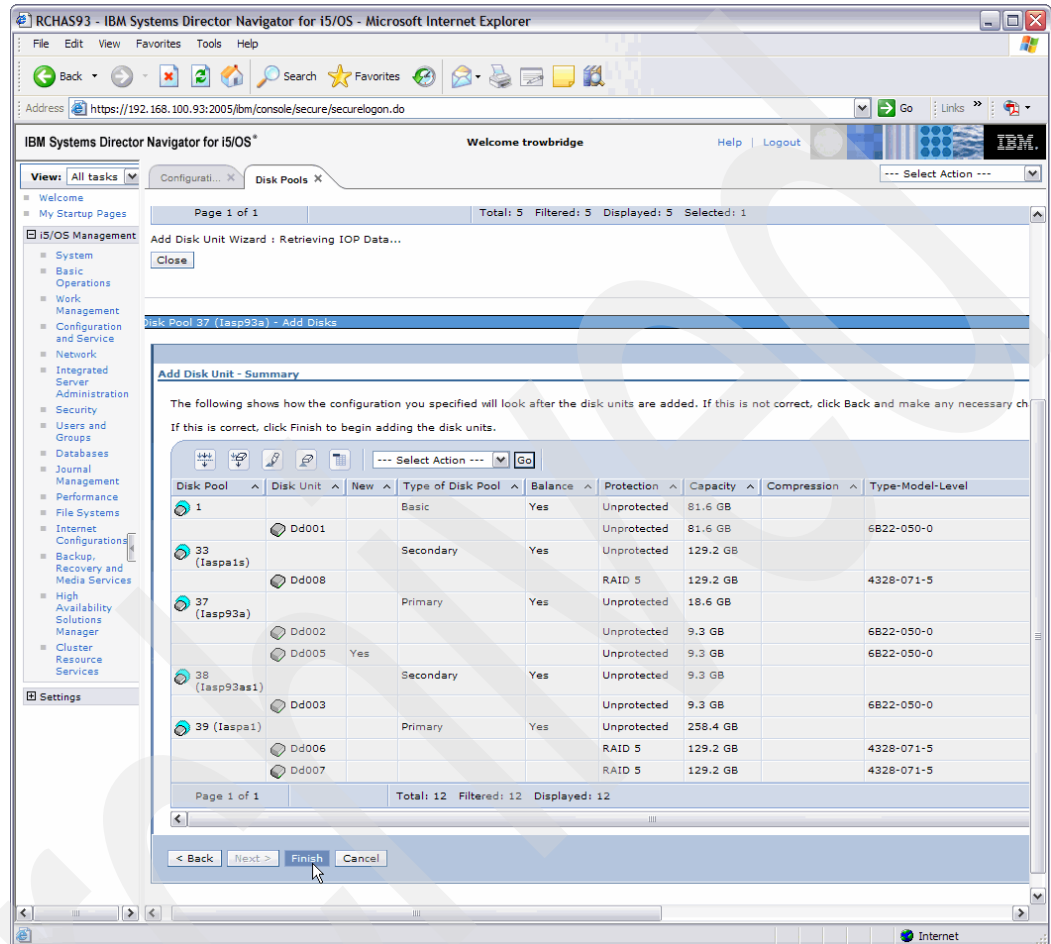 RCHAS93 - IBM Systems Director Navigator for i5/OS - Microsoft Internet Explorer
File Edit View Favorites Tools Help
Back Search Favorites
Address https://192.168.100.93:2005/ibm/console/secure/securelogon.do Go Links »
IBM Systems Director Navigator for i5/OS* Welcome trowbridge Help | Logout IBM.
View: All tasks
Configurati... X Disk Pools X --- Select Action ---
Welcome
My Startup Pages
i5/OS Management
System
Basic
Operations
Work
Management
Configuration
and Service
Network
Integrated
Server
Administration
Security
Users and
Groups
Databases
Journal
Management
Performance
File Systems
Internet
Configurations
Backup,
Recovery and
Media Services
High
Availability
Solutions
Manager
Cluster
Resource
Services
Settings
Page 1 of 1 Total: 5 Filtered: 5 Displayed: 5 Selected: 1
Add Disk Unit Wizard : Retrieving IOP Data...
Close
Disk Pool 37 (Iasp93a) - Add Disks
Add Disk Unit - Summary
The following shows how the configuration you specified will look after the disk units are added. If this is not correct, click Back and make any necessary ch
If this is correct, click Finish to begin adding the disk units.
--- Select Action --- Go
Disk Pool Disk Unit New Type of Disk Pool Balance Protection Capacity Compression Type-Model-Level
1 Basic Yes Unprotected 81.6 GB
Dd001 Unprotected 81.6 GB 6B22-050-0
33 Secondary Yes Unprotected 129.2 GB
(Iaspa1s)
Dd008 RAID 5 129.2 GB 4328-071-5
37 Primary Yes Unprotected 18.6 GB
(Iasp93a)
Dd002 Unprotected 9.3 GB 6B22-050-0
Dd005 Yes Unprotected 9.3 GB 6B22-050-0
38 Secondary Yes Unprotected 9.3 GB
(Iasp93as1)
Dd003 Unprotected 9.3 GB 6B22-050-0
39 (Iaspa1) Primary Yes Unprotected 258.4 GB
Dd006 RAID 5 129.2 GB 4328-071-5
Dd007 RAID 5 129.2 GB 4328-071-5
Page 1 of 1 Total: 12 Filtered: 12 Displayed: 12
< Back Next > Finish Cancel
Internet